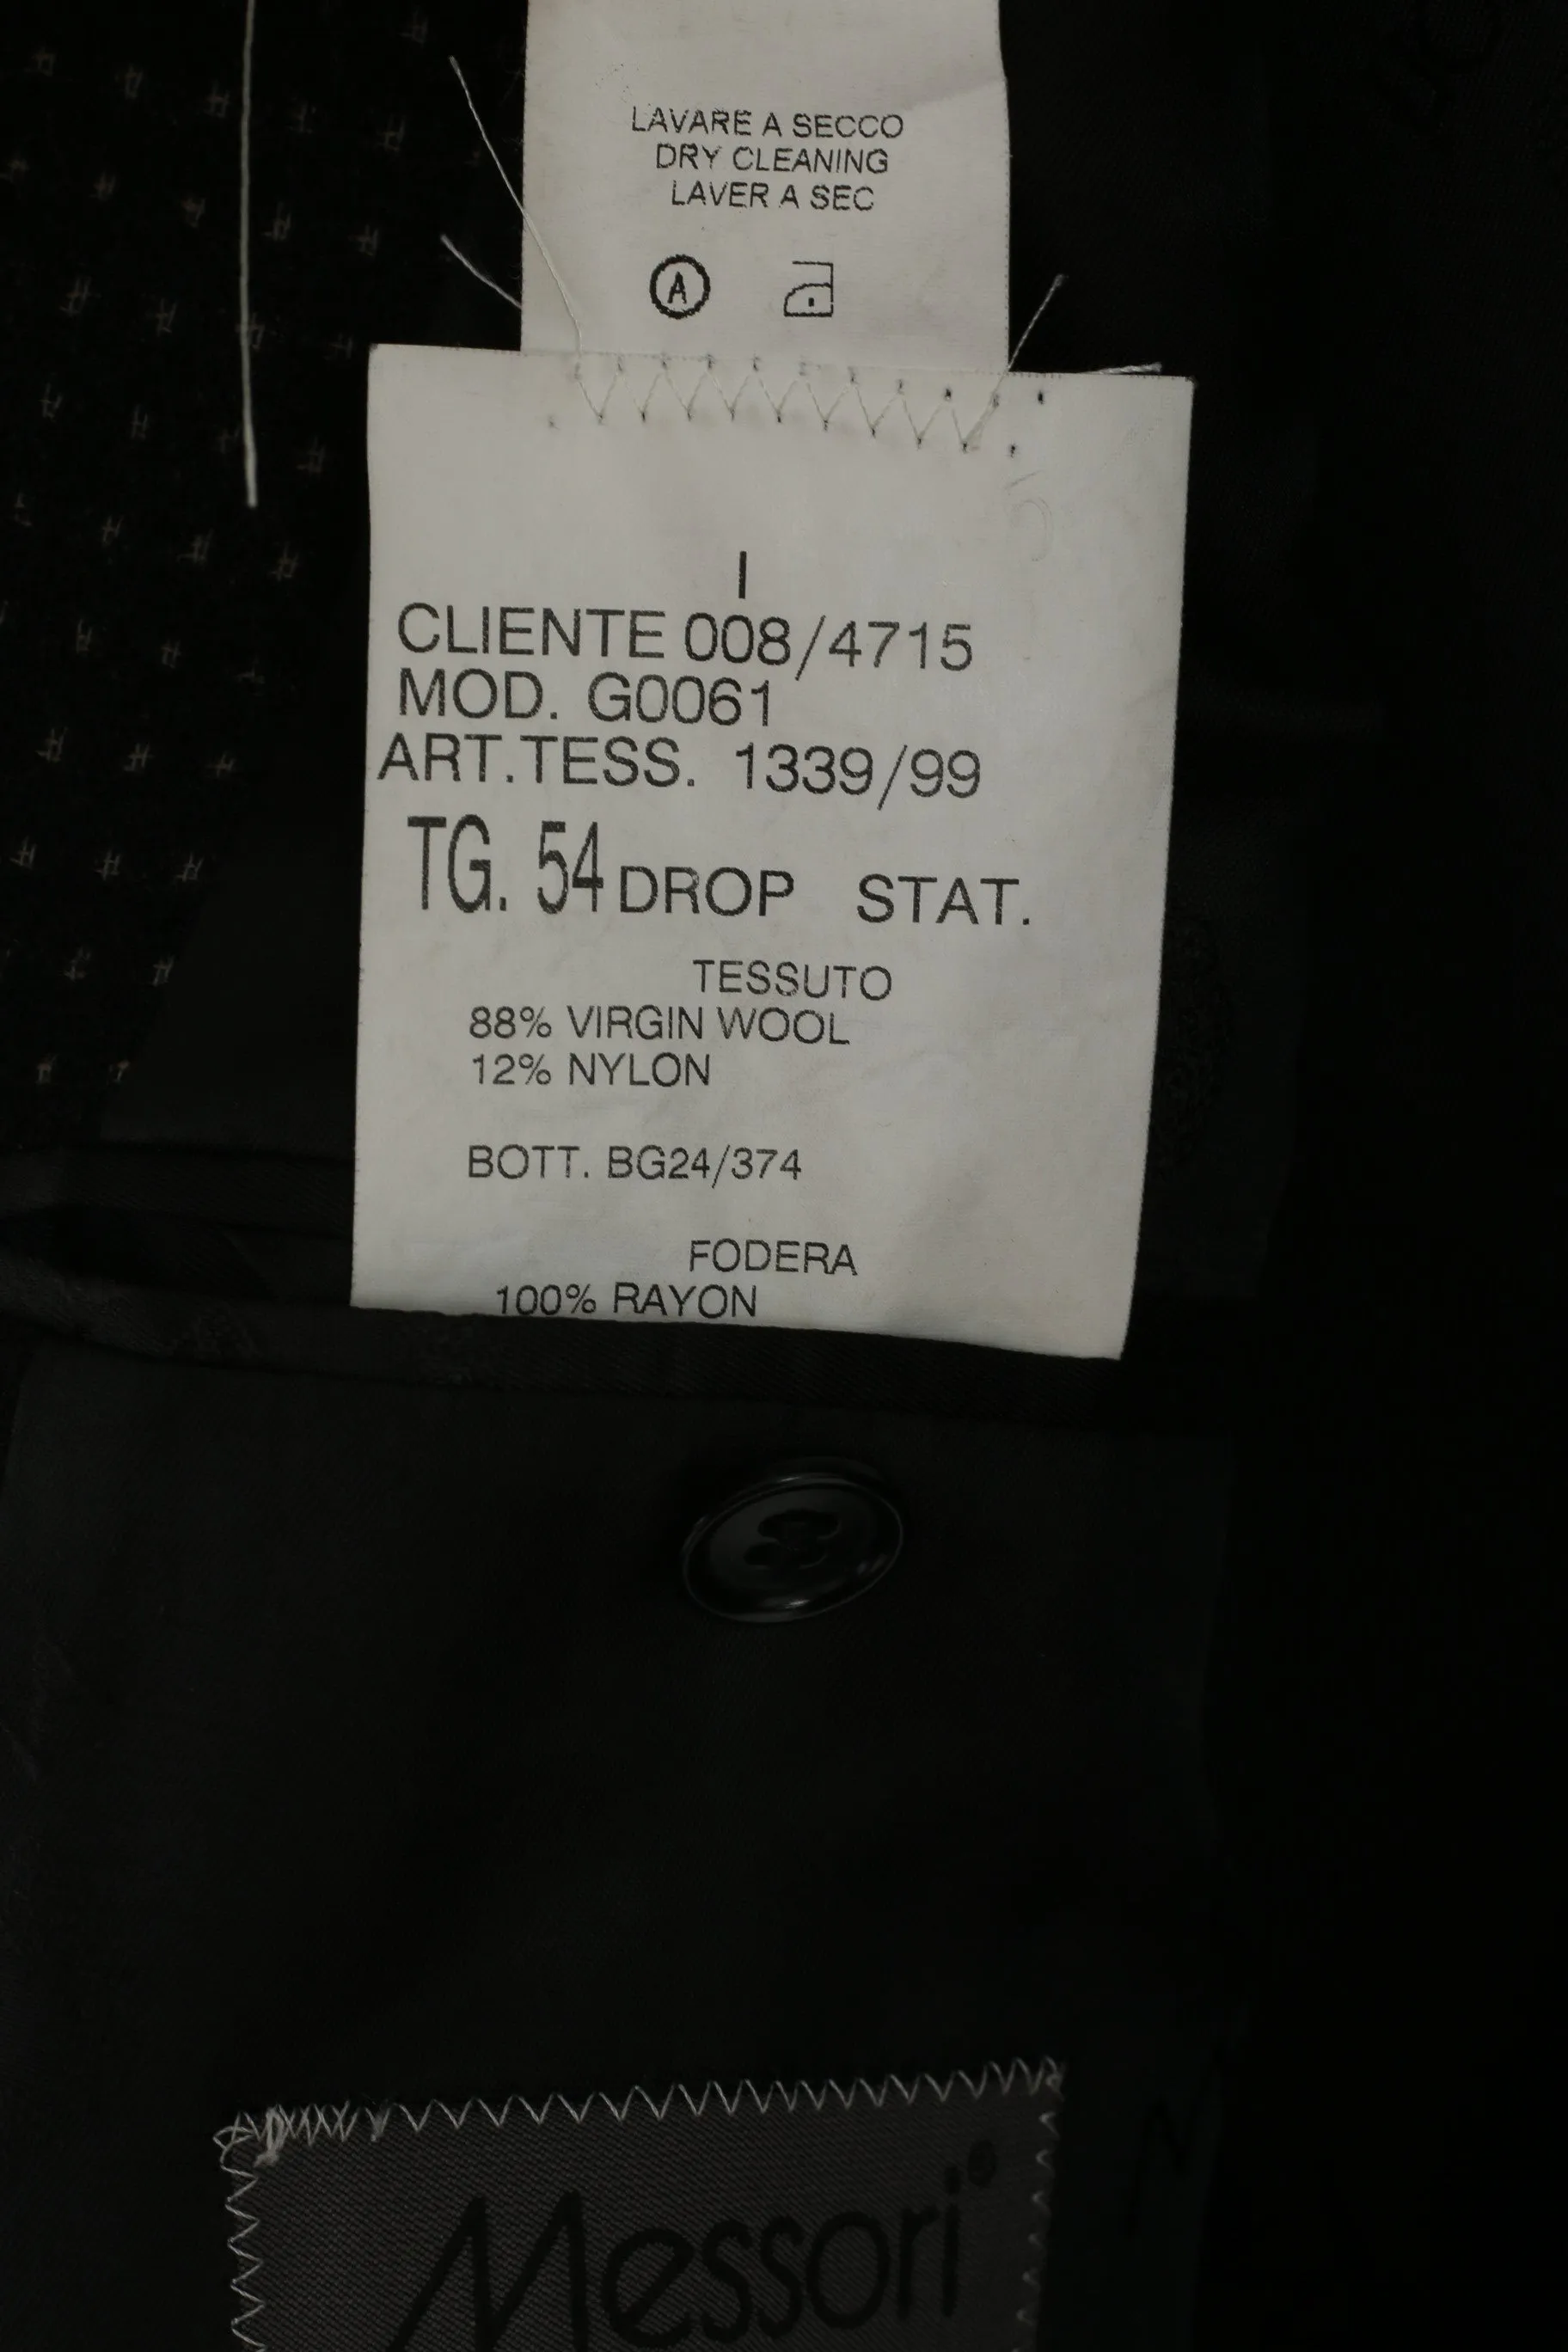 LAVARE A SECCO
DRY CLEANING
LAVER A SEC
A
I
CLIENTE 008/4715
MOD. G0061
ART.TESS. 1339/99
TG. 54 DROP STAT.
TESSUTO
88% VIRGIN WOOL
12% NYLON
BOTT. BG24/374
FODERA
100% RAYON
Messori